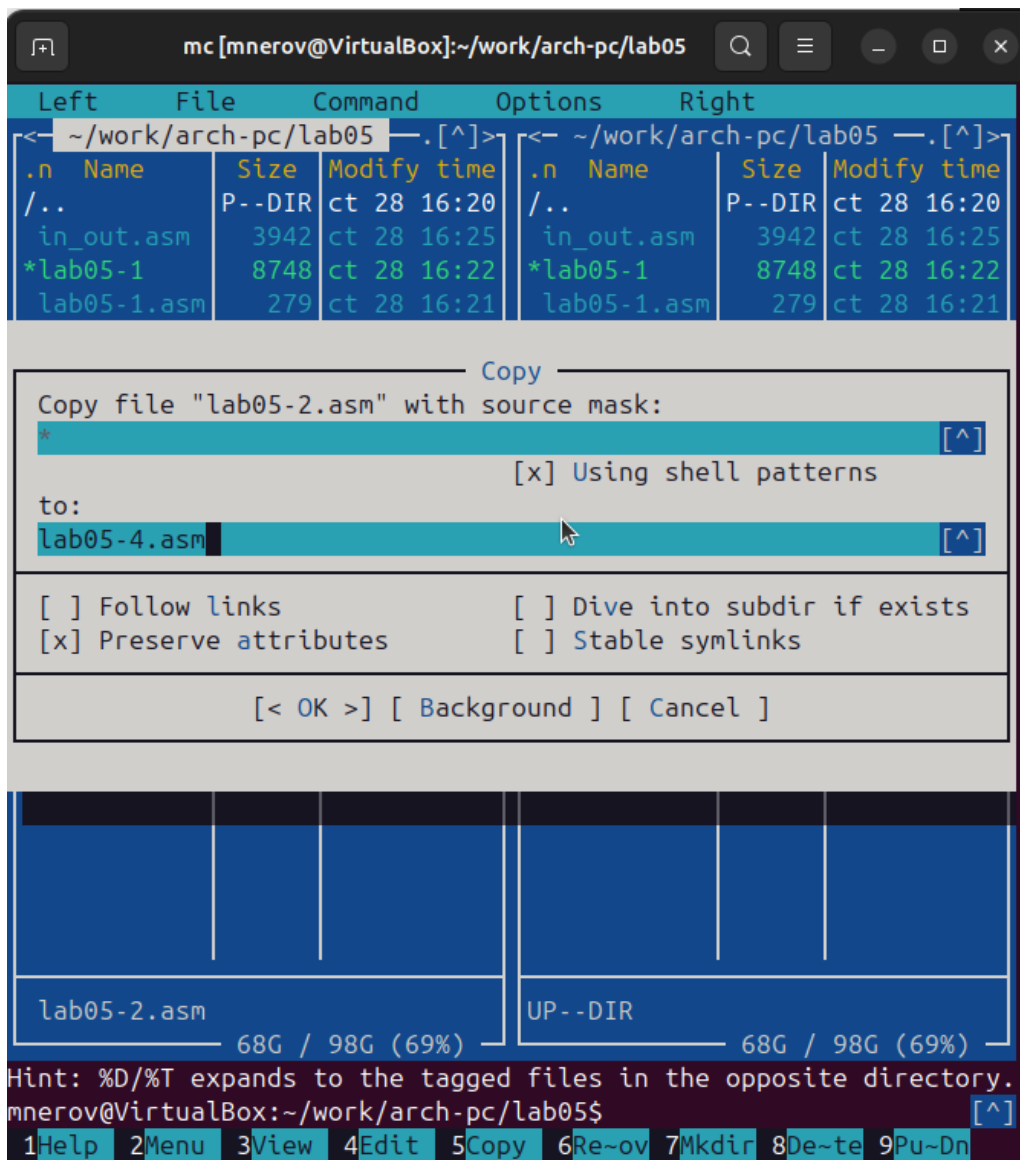 mc [mnerov@VirtualBox]:~/work/arch-pc/lab05
Left File Command Options Right
<─ ~/work/arch-pc/lab05 ──.[^]> <─ ~/work/arch-pc/lab05 ──.[^]>
.n Name Size Modify time .n Name Size Modify time
/.. P--DIR ct 28 16:20 /.. P--DIR ct 28 16:20
in_out.asm 3942 ct 28 16:25 in_out.asm 3942 ct 28 16:25
*lab05-1 8748 ct 28 16:22 *lab05-1 8748 ct 28 16:22
lab05-1.asm 279 ct 28 16:21 lab05-1.asm 279 ct 28 16:21
Copy
Copy file "lab05-2.asm" with source mask:
* [^]
[x] Using shell patterns
to:
lab05-4.asm [^]
[ ] Follow links [ ] Dive into subdir if exists
[x] Preserve attributes [ ] Stable symlinks
[< OK >] [ Background ] [ Cancel ]
lab05-2.asm UP--DIR
68G / 98G (69%) 68G / 98G (69%)
Hint: %D/%T expands to the tagged files in the opposite directory.
mnerov@VirtualBox:~/work/arch-pc/lab05$ [^]
1Help 2Menu 3View 4Edit 5Copy 6Re~ov 7Mkdir 8De~te 9Pu~Dn